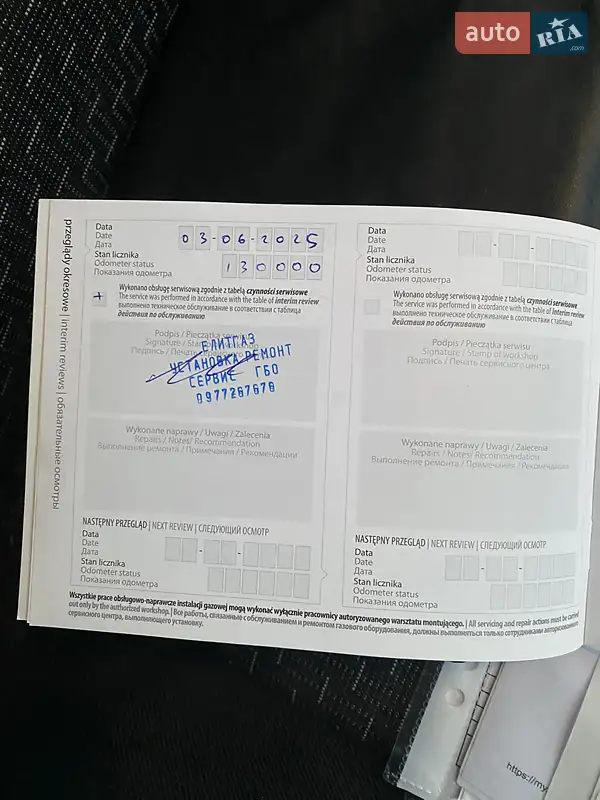 auto RIA .com
przeglądy okresowe | interim reviews | обязательные осмотры
Data
Date
Дата
03-06-2025
Stan licznika
Odometer status
Показания одометра
130000
+
Wykonano obsługę serwisową zgodnie z tabelą czynności serwisowe
The service was performed in accordance with the table of interim review
выполнено техническое обслуживание в соответствии с таблица
действия по обслуживанию
Podpis / Pieczątka serwisu
Signature / Stamp of workshop
Подпись / Печать сервисного
ЕЛИТГАЗ
УСТАНОВКА РЕМОНТ
СЕРВИС ГБО
0977267678
Wykonane naprawy / Uwagi / Zalecenia
Repairs / Notes/ Recommendation
Выполнение ремонта / Примечания / Рекомендации
NASTĘPNY PRZEGLĄD | NEXT REVIEW | СЛЕДУЮЩИЙ ОСМОТР
Data
Date
Дата
Stan licznika
Odometer status
Показания одометра
Data
Date
Дата
Stan licznika
Odometer status
Показания одометра
Wykonano obsługę serwisową zgodnie z tabelą czynności serwisowe
The service was performed in accordance with the table of interim review
выполнено техническое обслуживание в соответствии с таблица
действия по обслуживанию
Podpis / Pieczątka serwisu
Signature / Stamp of workshop
Подпись / Печать сервисного центра
Wykonane naprawy / Uwagi / Zalecenia
Repairs / Notes/ Recommendation
Выполнение ремонта / Примечания / Рекомендации
NASTĘPNY PRZEGLĄD | NEXT REVIEW | СЛЕДУЮЩИЙ ОСМОТР
Data
Date
Дата
Stan licznika
Odometer status
Показания одометра
Wszystkie prace obsługowo-naprawcze instalacji gazowej mogą wykonać wyłącznie pracownicy autoryzowanego warsztatu montującego. | All servicing and repair actions must be carried
out only by the authorized workshop. | Все работы, связанные с обслуживанием и ремонтом газового оборудования, должны выполняться только сотрудниками авторизованного
сервисного центра, выполняющего установку.
https://my